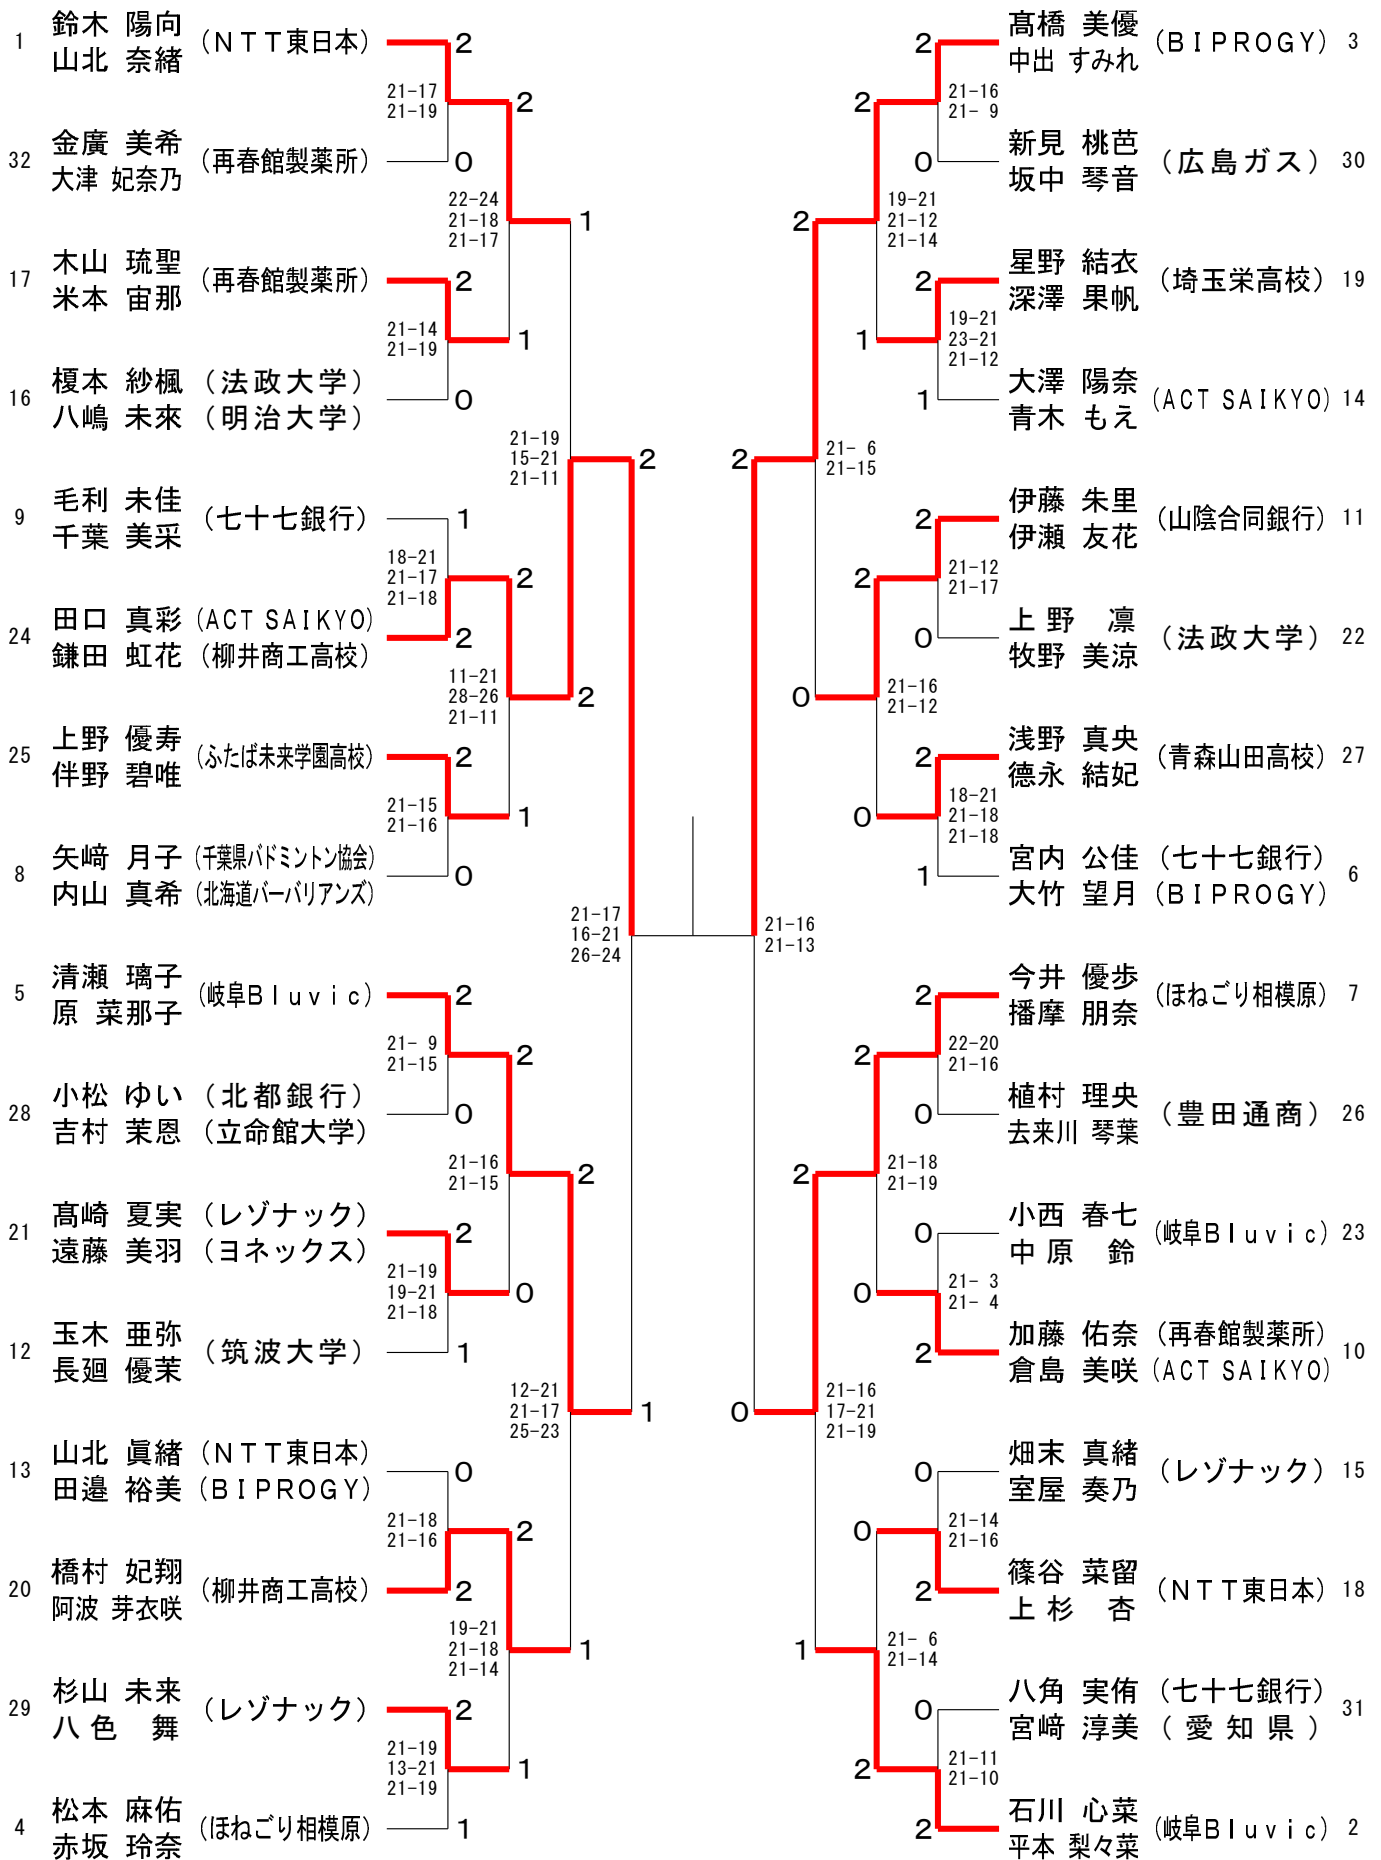 1 鈴木 陽向 (ＮＴＴ東日本) 2
山北 奈緒
21-17
21-19
2
32 金廣 美希 (再春館製薬所) 0
大津 妃奈乃
22-24
21-18
21-17
1
17 木山 琉聖 (再春館製薬所) 2
米本 宙那
21-14
21-19
1
16 榎本 紗楓 (法政大学) 0
八嶋 未來 (明治大学)
21-19
15-21
21-11
2
9 毛利 未佳 (七十七銀行) 1
千葉 美采
18-21
21-17
21-18
2
24 田口 真彩 (ACT SAIKYO) 2
鎌田 虹花 (柳井商工高校)
11-21
28-26
21-11
2
25 上野 優寿 (ふたば未来学園高校) 2
伴野 碧唯
21-15
21-16
1
8 矢﨑 月子 (千葉県バドミントン協会) 0
内山 真希 (北海道バーバリアンズ)
21-17
16-21
26-24
5 清瀬 璃子 (岐阜Ｂｌｕｖｉｃ) 2
原 菜那子
21- 9
21-15
2
28 小松 ゆい (北都銀行) 0
吉村 茉恩 (立命館大学)
21-16
21-15
2
21 髙崎 夏実 (レゾナック) 2
遠藤 美羽 (ヨネックス)
21-19
19-21
21-18
0
12 玉木 亜弥 (筑波大学) 1
長廻 優茉
12-21
21-17
25-23
1
13 山北 眞緒 (ＮＴＴ東日本) 0
田邉 裕美 (ＢＩＰＲＯＧＹ)
21-18
21-16
2
20 橋村 妃翔 (柳井商工高校) 2
阿波 芽衣咲
19-21
21-18
21-14
1
29 杉山 未来 (レゾナック) 2
八色 舞
21-19
13-21
21-19
1
4 松本 麻佑 (ほねごり相模原) 1
赤坂 玲奈
2 髙橋 美優 (ＢＩＰＲＯＧＹ) 3
中出 すみれ
2
21-16
21- 9
0 新見 桃芭 (広島ガス) 30
坂中 琴音
2
19-21
21-12
21-14
2 星野 結衣 (埼玉栄高校) 19
深澤 果帆
1
19-21
23-21
21-12
1 大澤 陽奈 (ACT SAIKYO) 14
青木 もえ
2
21- 6
21-15
2 伊藤 朱里 (山陰合同銀行) 11
伊瀬 友花
2
21-12
21-17
0 上野 凛 (法政大学) 22
牧野 美涼
0
21-16
21-12
2 浅野 真央 (青森山田高校) 27
德永 結妃
0
18-21
21-18
21-18
1 宮内 公佳 (七十七銀行) 6
大竹 望月 (ＢＩＰＲＯＧＹ)
21-16
21-13
2 今井 優歩 (ほねごり相模原) 7
播摩 朋奈
2
22-20
21-16
0 植村 理央 (豊田通商) 26
去来川 琴葉
2
21-18
21-19
0 小西 春七 (岐阜Ｂｌｕｖｉｃ) 23
中原 鈴
0
21- 3
21- 4
2 加藤 佑奈 (再春館製薬所) 10
倉島 美咲 (ACT SAIKYO)
0
21-16
17-21
21-19
0 畑末 真緒 (レゾナック) 15
室屋 奏乃
0
21-14
21-16
2 篠谷 菜留 (ＮＴＴ東日本) 18
上杉 杏
1
21- 6
21-14
0 八角 実侑 (七十七銀行) 31
宮﨑 淳美 (愛知県)
2
21-11
21-10
2 石川 心菜 (岐阜Ｂｌｕｖｉｃ) 2
平本 梨々菜